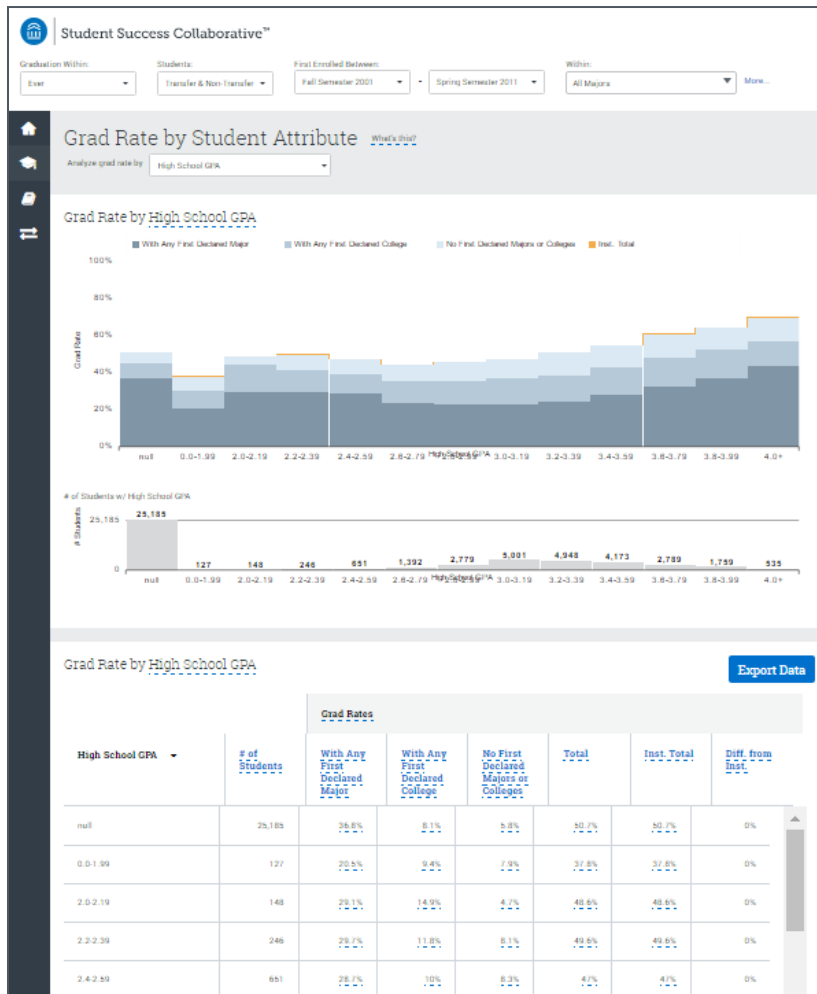 Student Success Collaborative™
Graduation Within:
Students:
First Enrolled Between:
Within:
Ever
Transfer & Non-Transfer
Fall Semester 2001
-
Spring Semester 2011
All Majors
More...
Grad Rate by Student Attribute
What's this?
Analyze grad rate by
High School GPA
Grad Rate by High School GPA
With Any First Declared Major
With Any First Declared College
No First Declared Majors or Colleges
Inst. Total
100%
80%
60%
40%
20%
0%
Grad Rate
null 0.0-1.99 2.0-2.19 2.2-2.39 2.4-2.59 2.6-2.79 3.0-3.19 3.2-3.39 3.4-3.59 3.6-3.79 3.8-3.99 4.0+
High School GPA
# of Students w/ High School GPA
# Students
25,185
0
25,185 127 148 246 651 1,392 2,779 5,001 4,948 4,173 2,789 1,759 535
null 0.0-1.99 2.0-2.19 2.2-2.39 2.4-2.59 2.6-2.79 3.0-3.19 3.2-3.39 3.4-3.59 3.6-3.79 3.8-3.99 4.0+
High School GPA
Grad Rate by High School GPA
Export Data
Grad Rates
High School GPA
# of
Students
With Any
First
Declared
Major
With Any
First
Declared
College
No First
Declared
Majors or
Colleges
Total
Inst. Total
Diff. from
Inst.
null 25,185 36.8% 8.1% 5.8% 50.7% 50.7% 0%
0.0-1.99 127 20.5% 9.4% 7.9% 37.8% 37.8% 0%
2.0-2.19 148 29.1% 14.9% 4.7% 48.6% 48.6% 0%
2.2-2.39 246 29.7% 11.8% 8.1% 49.6% 49.6% 0%
2.4-2.59 651 28.7% 10% 8.3% 47% 47% 0%